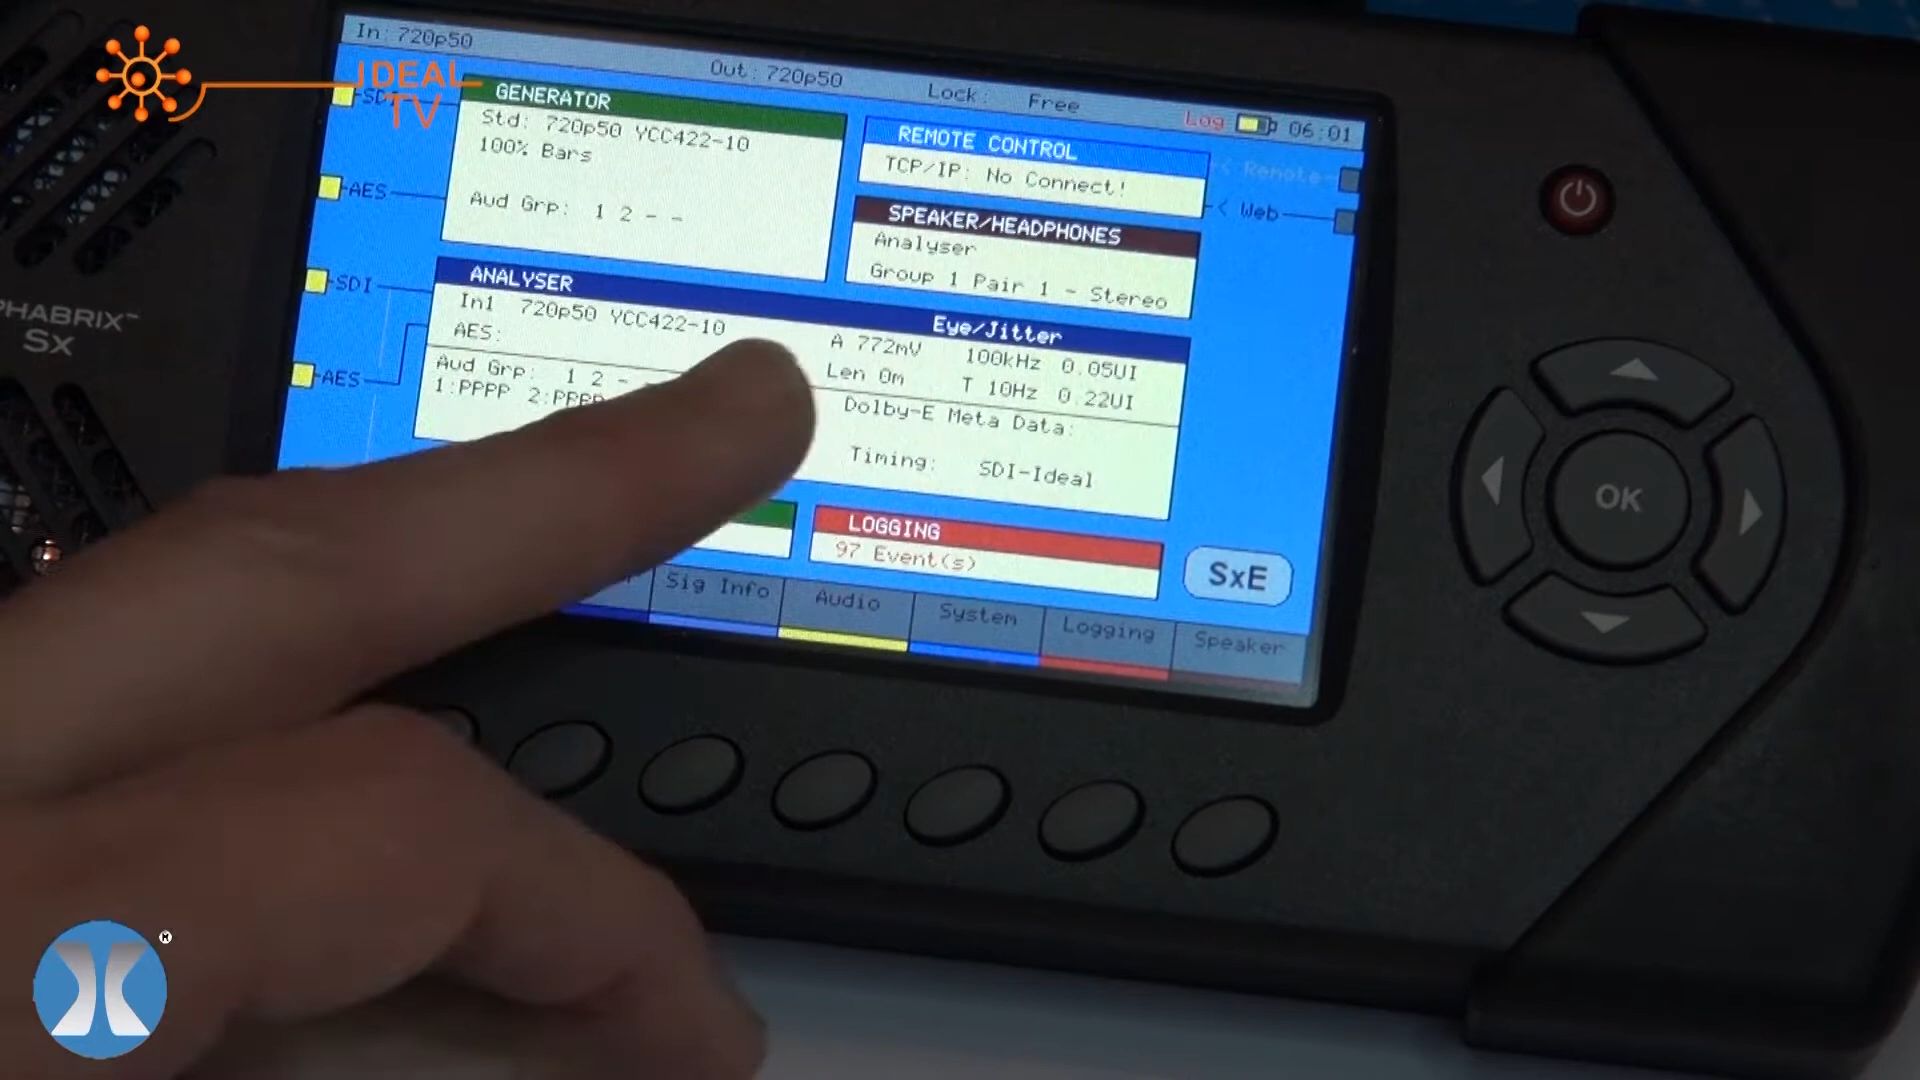 IDEAL
TV
In: 720p50
Out: 720p50
Lock: Free
Log
06:01
SDI
GENERATOR
Std: 720p50 YCC422-10
100% Bars
Aud Grp: 1 2 - -
AES
REMOTE CONTROL
TCP/IP: No Connect!
< Remote
< Web
SPEAKER/HEADPHONES
Analyser
Group 1 Pair 1 - Stereo
SDI
AES
ANALYSER
In1 720p50 YCC422-10
AES:
Aud Grp: 1 2 -
1:PPPP 2:PPPP
Eye/Jitter
A 772mV 100kHz 0.05UI
Len 0m T 10Hz 0.22UI
Dolby-E Meta Data:
Timing: SDI-Ideal
LOGGING
97 Event(s)
SxE
Sig Info
Audio
System
Logging
Speaker
PHABRIX™
SX
OK